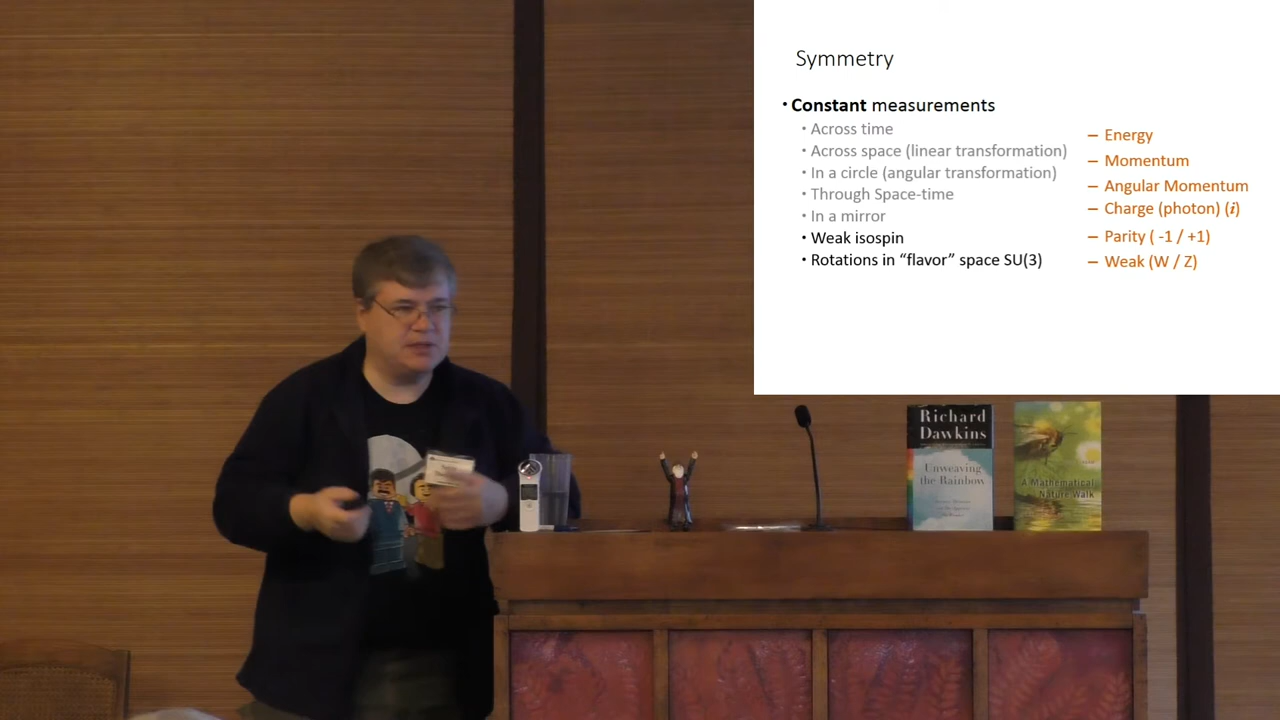 Symmetry
• Constant measurements
• Across time
• Across space (linear transformation)
• In a circle (angular transformation)
• Through Space-time
• In a mirror
• Weak isospin
• Rotations in “flavor” space SU(3)
– Energy
– Momentum
– Angular Momentum
– Charge (photon) (i)
– Parity ( -1 / +1)
– Weak (W / Z)
Richard
Dawkins
Unweaving
the Rainbow
A Mathematical
Nature Walk